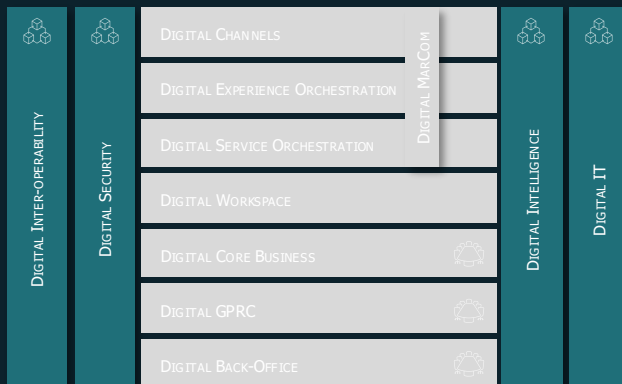 Digital Inter-operability
Digital Security
Digital Channels
Digital Experience Orchestration
Digital Service Orchestration
Digital MarCom
Digital Workspace
Digital Core Business
Digital GPRC
Digital Back-Office
Digital Intelligence
Digital IT